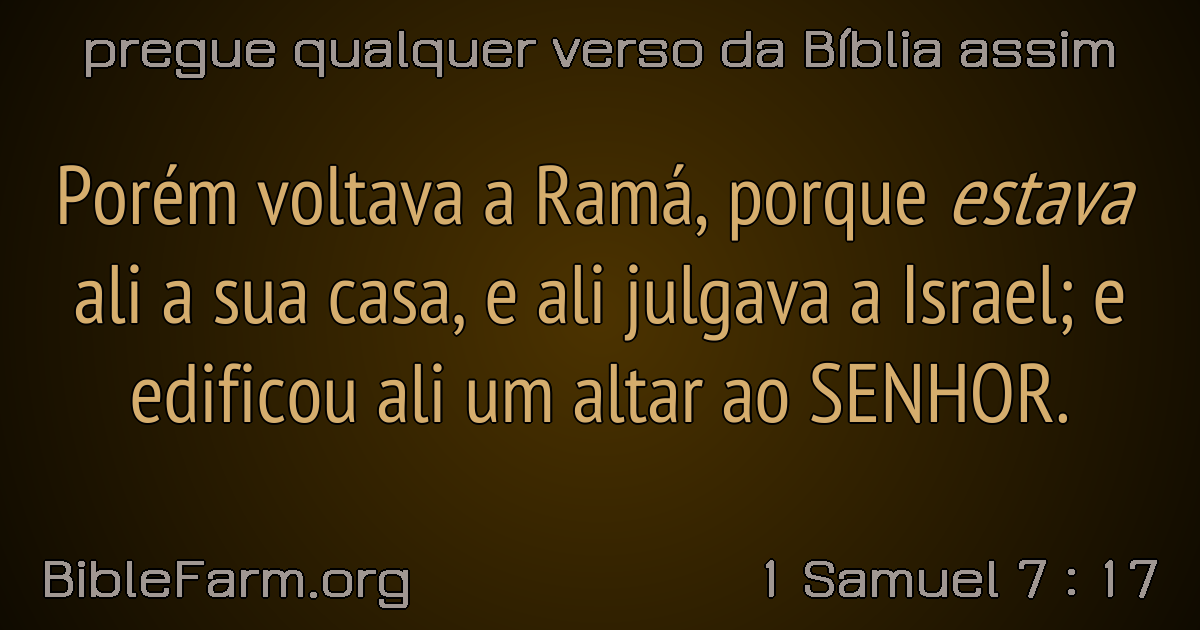 pregue qualquer verso da Bíblia assim
Porém voltava a Ramá, porque estava
ali a sua casa, e ali julgava a Israel; e
edificou ali um altar ao SENHOR.
BibleFarm.org
1 Samuel 7 : 17